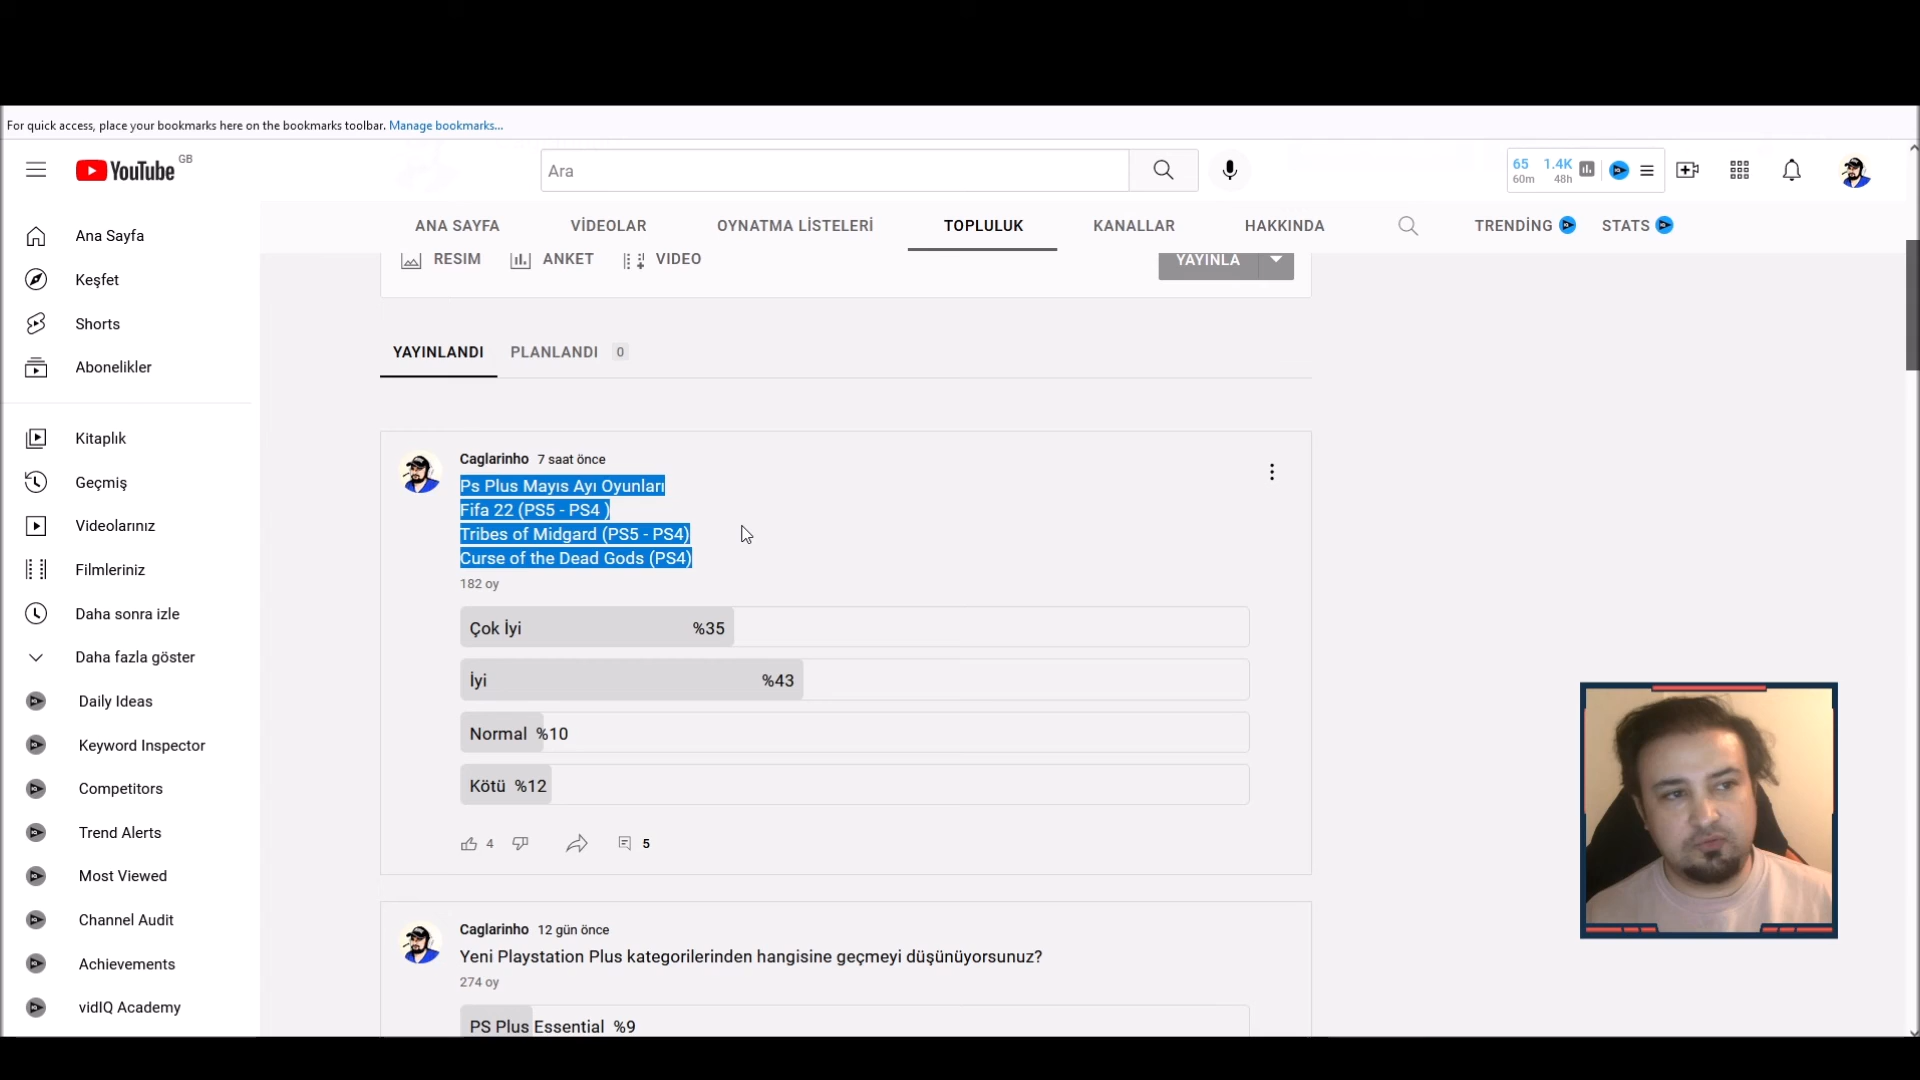 For quick access, place your bookmarks here on the bookmarks toolbar. Manage bookmarks...
YouTube GB
Ara
65 1.4K
60m 48h
ANA SAYFA VİDEOLAR OYNATMA LİSTELERİ TOPLULUK KANALLAR HAKKINDA TRENDİNG STATS
RESIM ANKET VIDEO YAYINLA
YAYINLANDI PLANLANDI 0
Ana Sayfa
Keşfet
Shorts
Abonelikler
Kitaplık
Geçmiş
Videolarınız
Filmleriniz
Daha sonra izle
Daha fazla göster
Daily Ideas
Keyword Inspector
Competitors
Trend Alerts
Most Viewed
Channel Audit
Achievements
vidIQ Academy
Caglarinho 7 saat önce
Ps Plus Mayıs Ayı Oyunları
Fifa 22 (PS5 - PS4 )
Tribes of Midgard (PS5 - PS4)
Curse of the Dead Gods (PS4)
182 oy
Çok İyi %35
İyi %43
Normal %10
Kötü %12
4 5
Caglarinho 12 gün önce
Yeni Playstation Plus kategorilerinden hangisine geçmeyi düşünüyorsunuz?
274 oy
PS Plus Essential %9